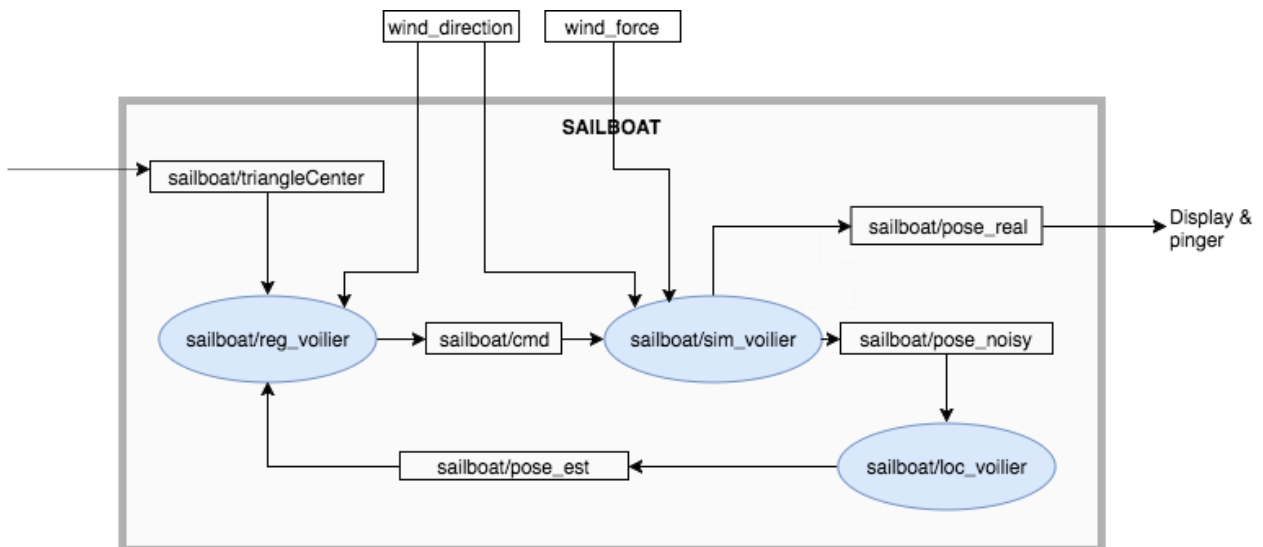 wind_direction
wind_force
SAILBOAT
sailboat/triangleCenter
sailboat/pose_real
Display &
pinger
sailboat/reg_voilier
sailboat/cmd
sailboat/sim_voilier
sailboat/pose_noisy
sailboat/pose_est
sailboat/loc_voilier